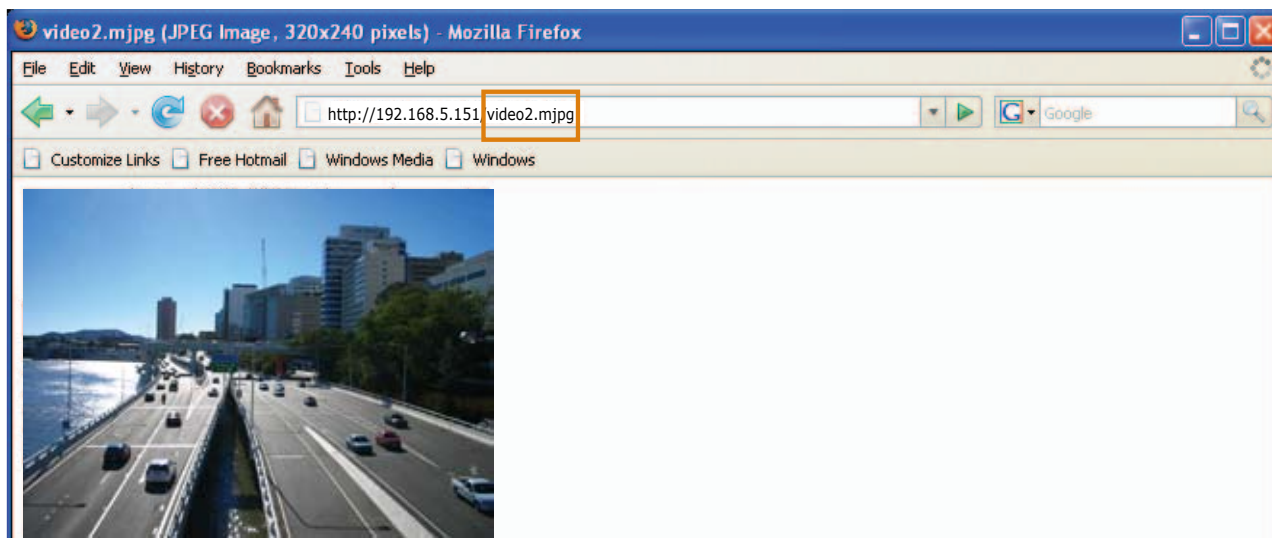 video2.mjpg (JPEG Image, 320x240 pixels) - Mozilla Firefox
File Edit View History Bookmarks Tools Help
http://192.168.5.151/video2.mjpg G Google
Customize Links Free Hotmail Windows Media Windows